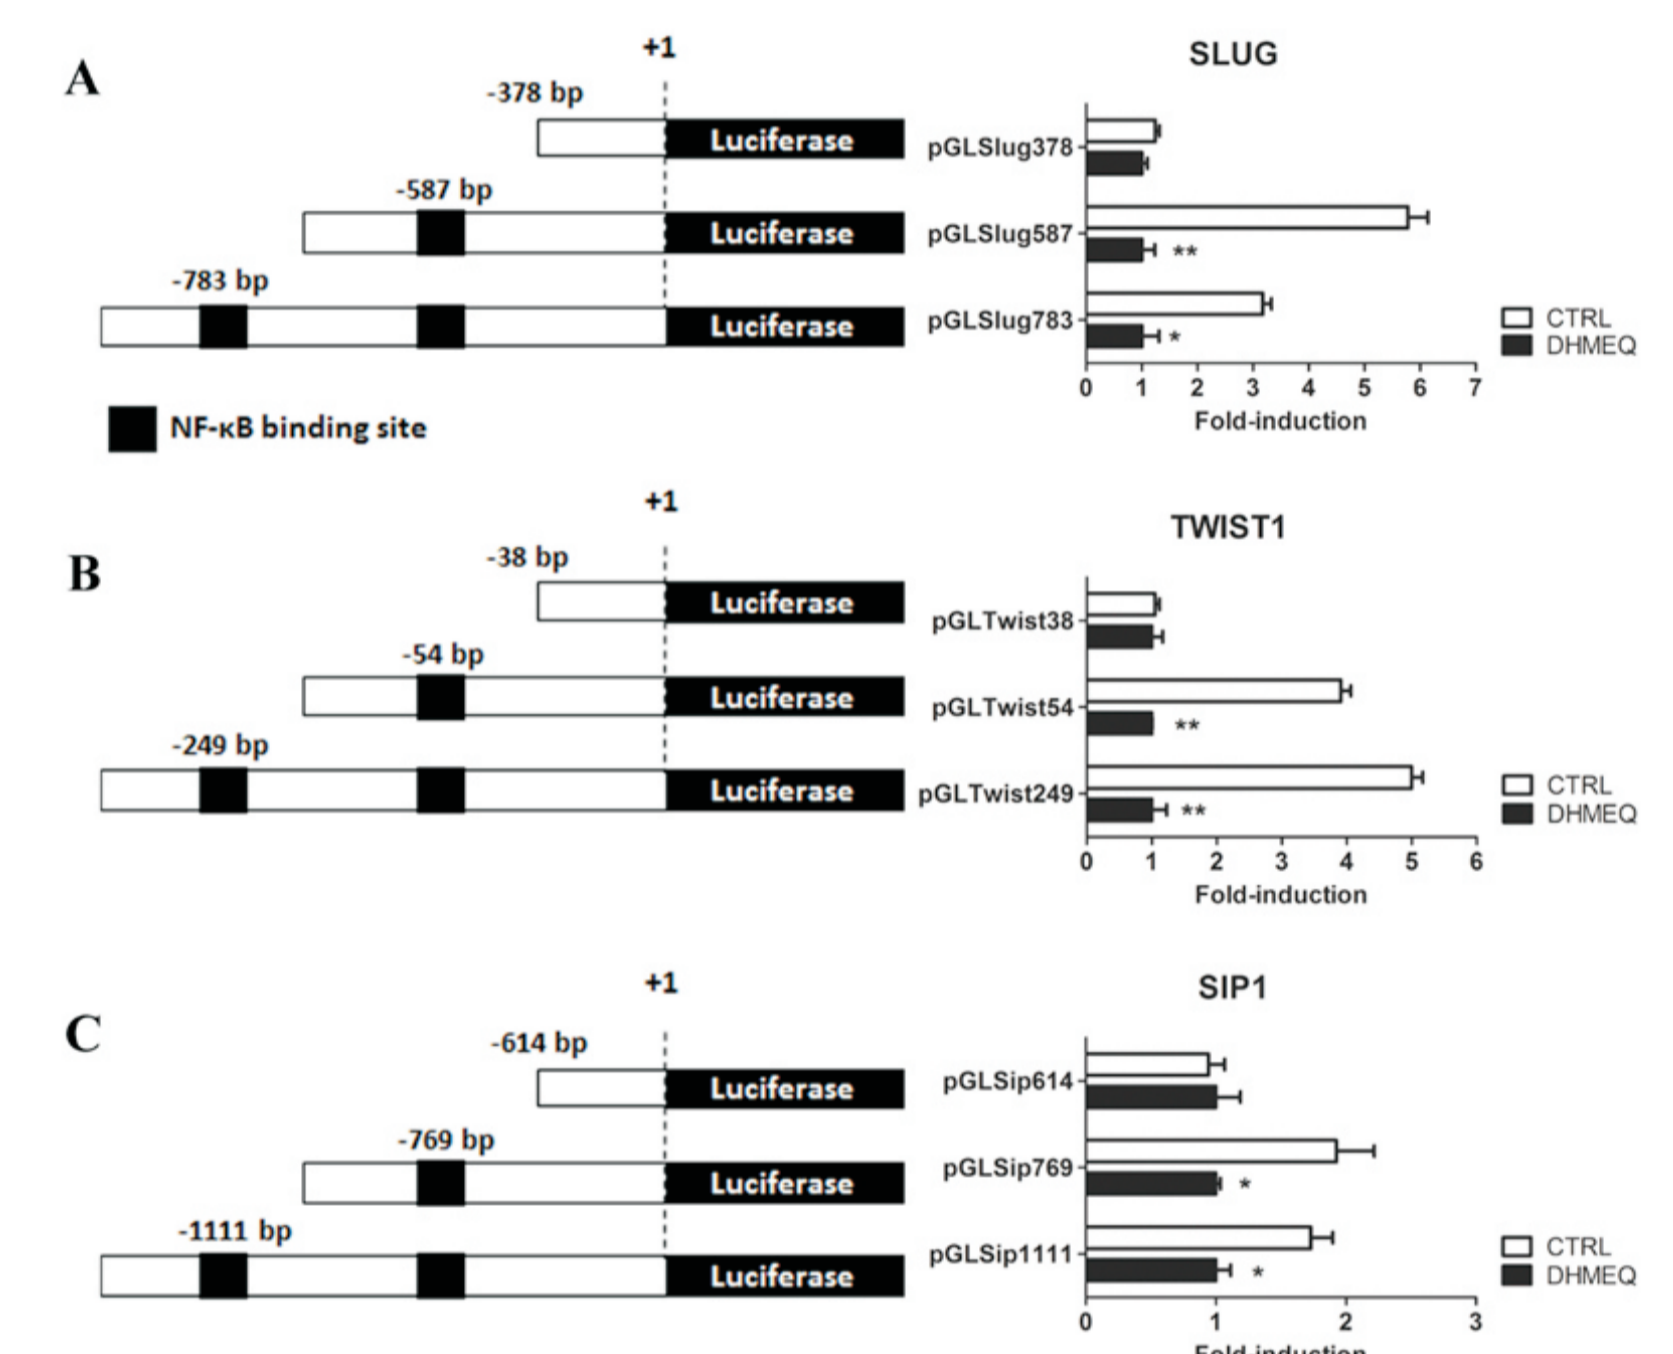 A
+1
-378 bp
Luciferase
-587 bp
Luciferase
-783 bp
Luciferase
NF-κB binding site
SLUG
pGLSlug378
pGLSlug587
**
pGLSlug783
*
0 1 2 3 4 5 6 7
Fold-induction
CTRL
DHMEQ
B
+1
-38 bp
Luciferase
-54 bp
Luciferase
-249 bp
Luciferase
TWIST1
pGLTwist38
pGLTwist54
**
pGLTwist249
**
0 1 2 3 4 5 6
Fold-induction
CTRL
DHMEQ
C
+1
-614 bp
Luciferase
-769 bp
Luciferase
-1111 bp
Luciferase
SIP1
pGLSip614
pGLSip769
*
pGLSip1111
*
0 1 2 3
Fold-induction
CTRL
DHMEQ